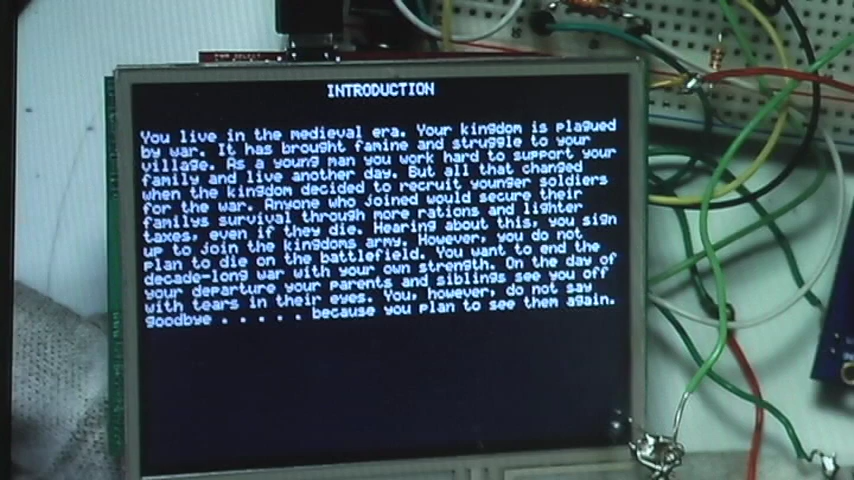 INTRODUCTION
You live in the medieval era. Your kingdom is plagued
by war. It has brought famine and struggle to your
village. As a young man you work hard to support your
family and live another day. But all that changed
when the kingdom decided to recruit younger soldiers
for the war. Anyone who joined would secure their
familys survival through more rations and lighter
taxes, even if they die. Hearing about this, you sign
up to join the kingdoms army. However, you do not
plan to die on the battlefield. You want to end the
decade-long war with your own strength. On the day of
your departure your parents and siblings see you off
with tears in their eyes. You, however, do not say
goodbye . . . . . because you plan to see them again.